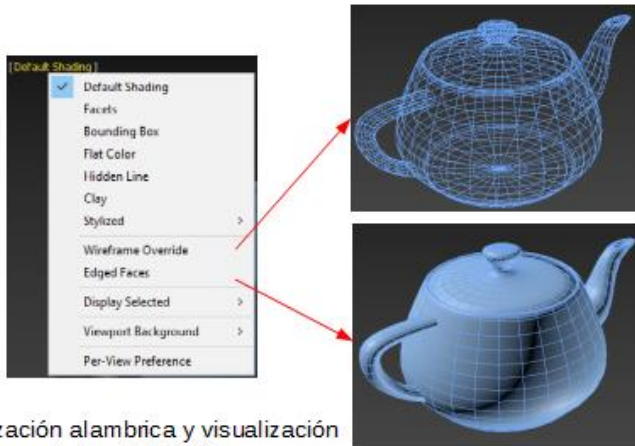 [Default Shading]
Default Shading
Facets
Bounding Box
Flat Color
Hidden Line
Clay
Stylized
Wireframe Override
Edged Faces
Display Selected
Viewport Background
Per-View Preference
zación alambrica y visualización